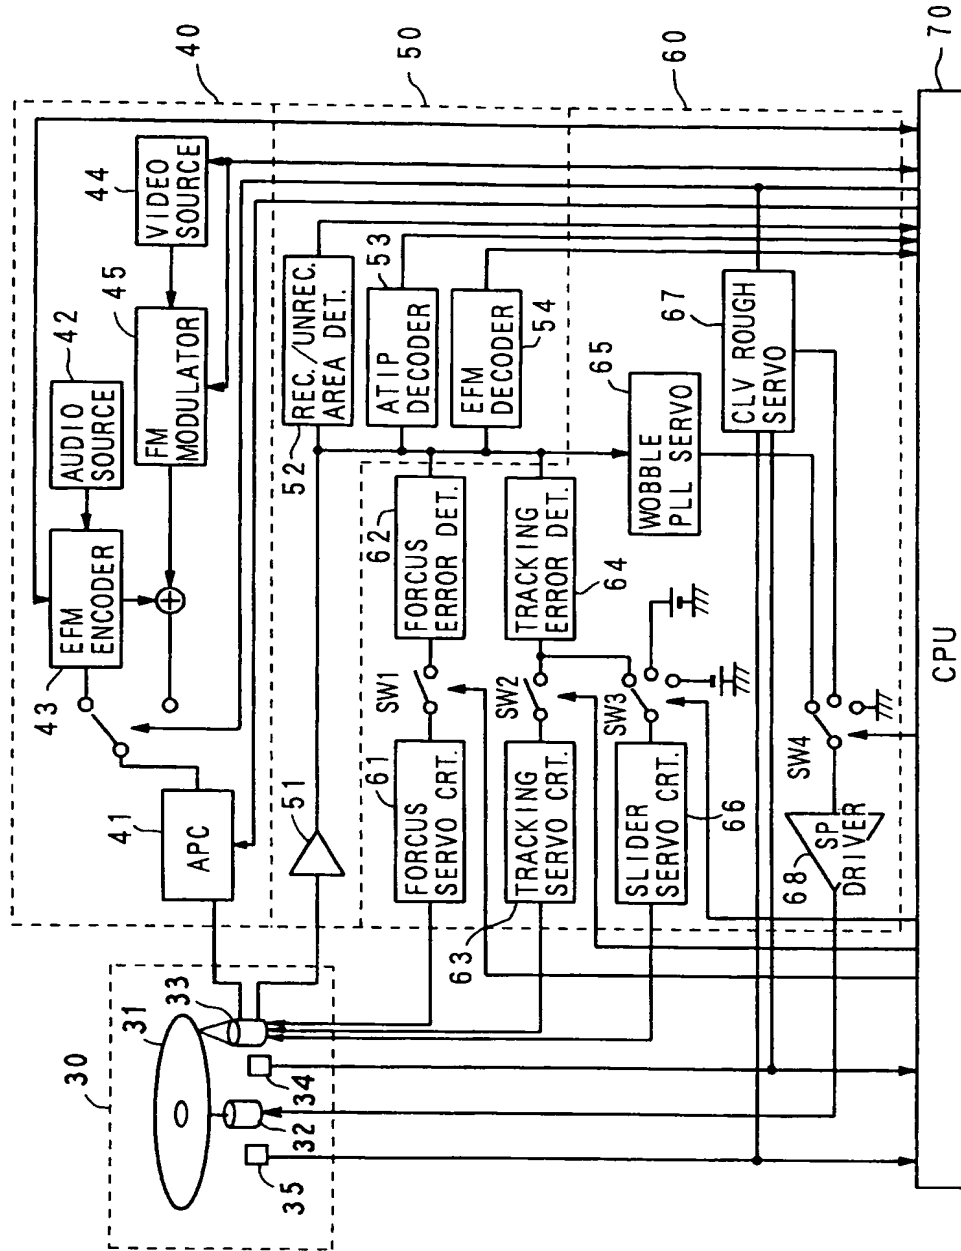 40
50
60
70
44
VIDEO
SOURCE
45
FM
MODULATOR
42
AUDIO
SOURCE
EFM
ENCODER
43
41
APC
52
REC./UNREC.
AREA DET.
53
ATIP
DECODER
EFM
DECODER
54
51
62
FORCUS
ERROR DET.
SW1
61
FORCUS
SERVO CRT.
TRACKING
ERROR DET.
64
SW2
TRACKING
SERVO CRT.
63
SW3
SLIDER
SERVO CRT.
66
65
WOBBLE
PLL SERVO
67
CLV ROUGH
SERVO
SW4
68
SP
DRIVER
30
31
33
34
32
35
CPU